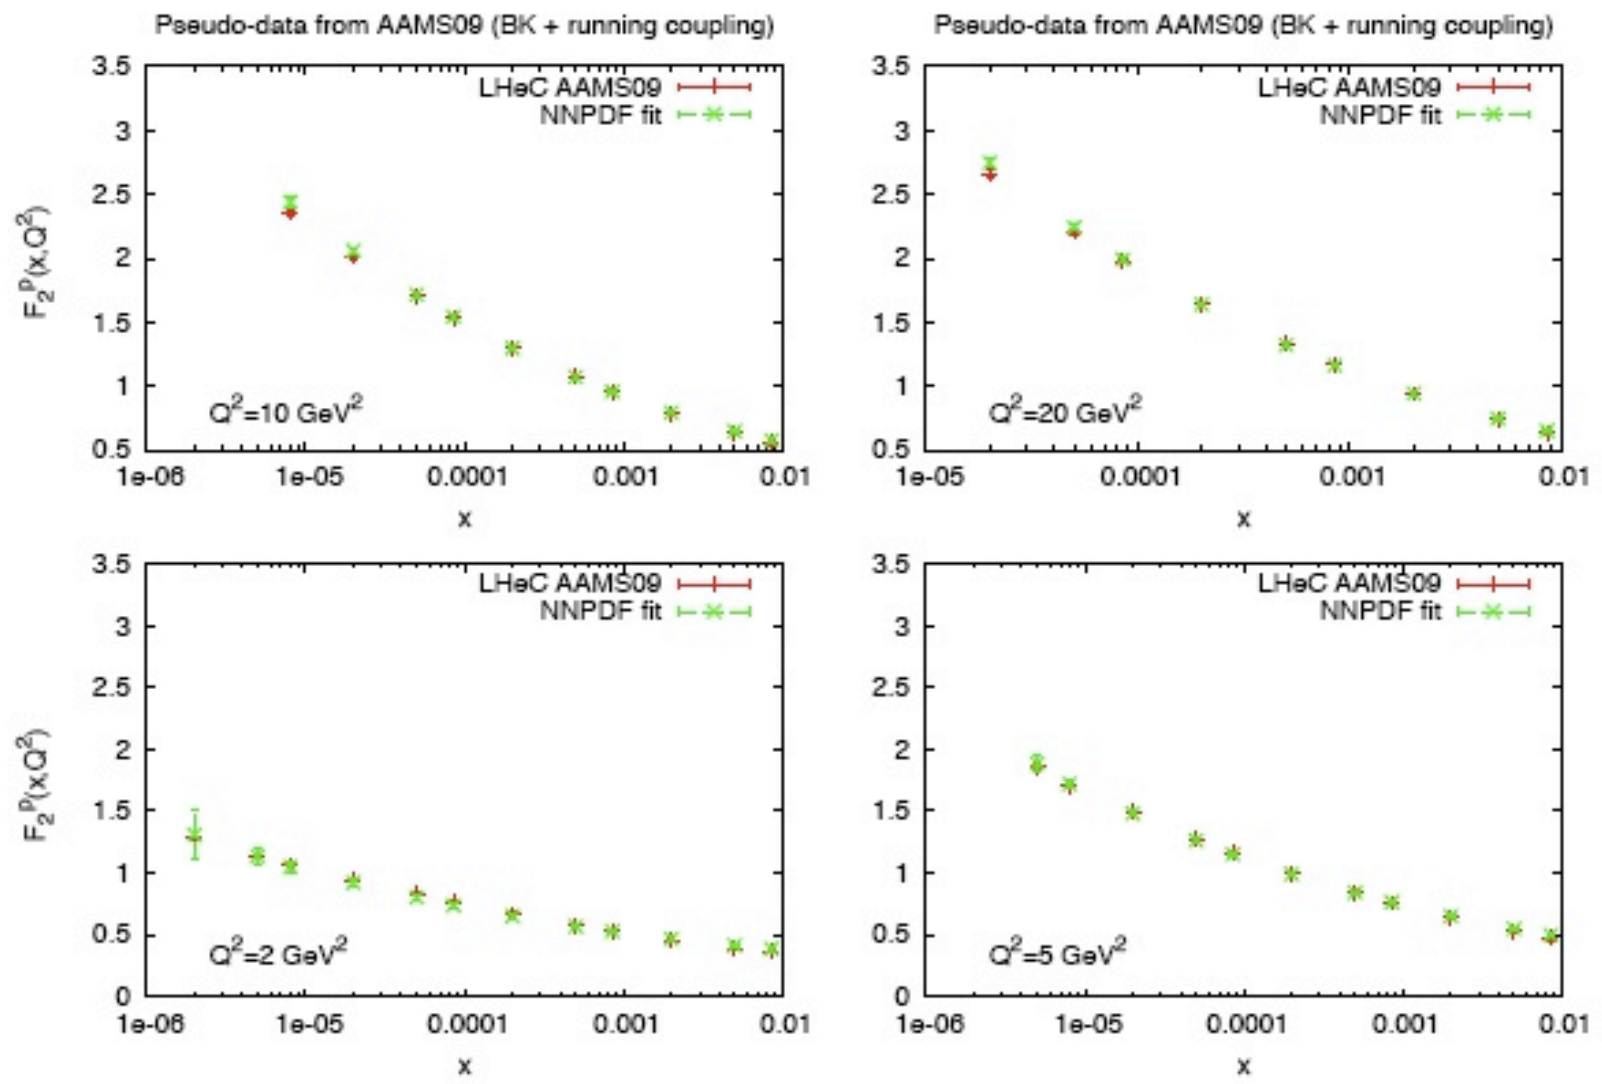 Pseudo-data from AAMS09 (BK + running coupling)
3.5
3
2.5
2
1.5
1
0.5
F₂ᵖ(x,Q²)
LHeC AAMS09
NNPDF fit
Q²=10 GeV²
1e-06 1e-05 0.0001 0.001 0.01
x
Pseudo-data from AAMS09 (BK + running coupling)
3.5
3
2.5
2
1.5
1
0.5
LHeC AAMS09
NNPDF fit
Q²=20 GeV²
1e-05 0.0001 0.001 0.01
x
3.5
3
2.5
2
1.5
1
0.5
0
F₂ᵖ(x,Q²)
LHeC AAMS09
NNPDF fit
Q²=2 GeV²
1e-06 1e-05 0.0001 0.001 0.01
x
3.5
3
2.5
2
1.5
1
0.5
0
LHeC AAMS09
NNPDF fit
Q²=5 GeV²
1e-06 1e-05 0.0001 0.001 0.01
x